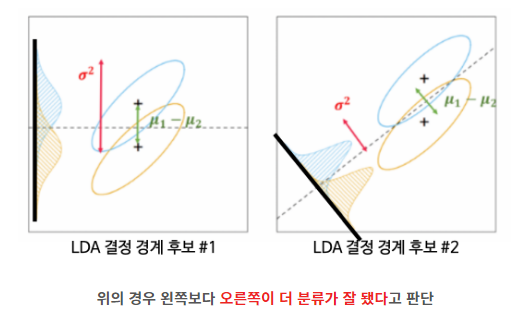 σ²
μ₁ − μ₂
σ²
μ₁ − μ₂
LDA 결정 경계 후보 #1
LDA 결정 경계 후보 #2
위의 경우 왼쪽보다 오른쪽이 더 분류가 잘 됐다고 판단